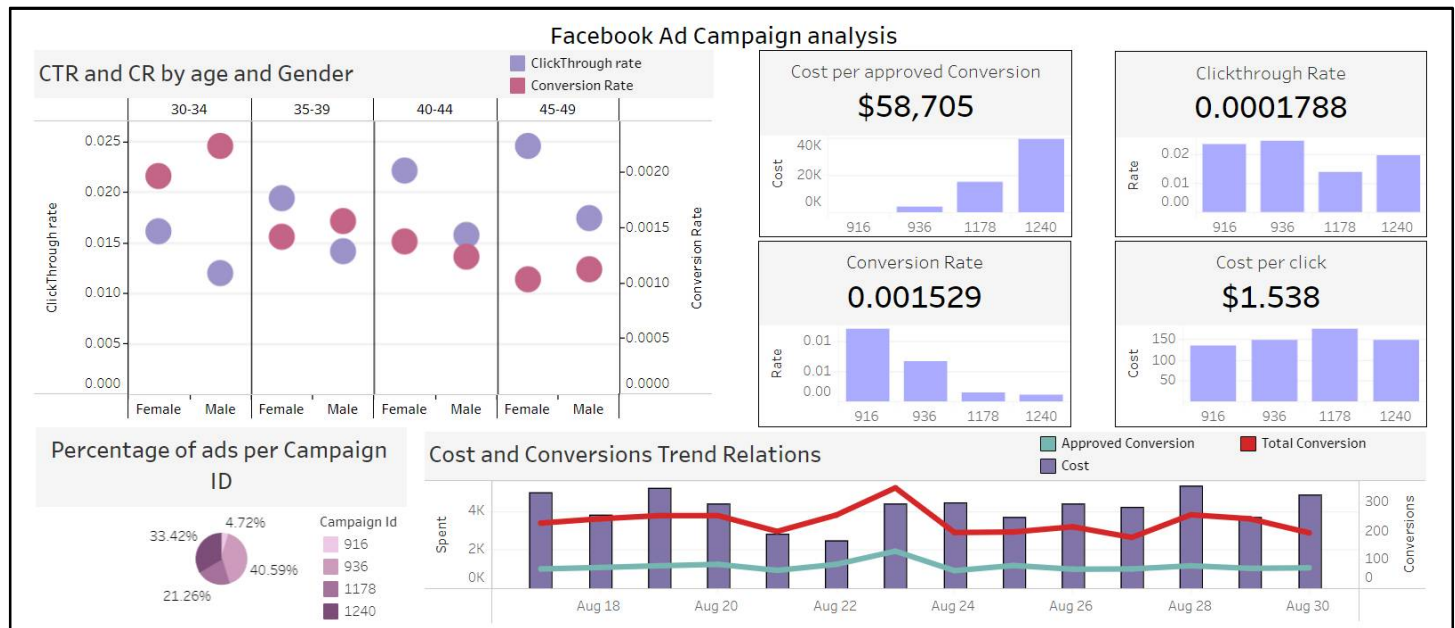 Facebook Ad Campaign analysis
CTR and CR by age and Gender
ClickThrough rate
Conversion Rate
30-34 35-39 40-44 45-49
ClickThrough rate
0.025
0.020
0.015
0.010
0.005
0.000
0.0020
0.0015
0.0010
0.0005
0.0000
Conversion Rate
Female Male Female Male Female Male Female Male
Cost per approved Conversion
$58,705
Cost
40K
20K
0K
916 936 1178 1240
Clickthrough Rate
0.0001788
Rate
0.02
0.01
0.00
916 936 1178 1240
Conversion Rate
0.001529
Rate
0.01
0.01
0.00
916 936 1178 1240
Cost per click
$1.538
Cost
150
100
50
916 936 1178 1240
Percentage of ads per Campaign
ID
4.72%
33.42%
40.59%
21.26%
Campaign Id
916
936
1178
1240
Cost and Conversions Trend Relations
Approved Conversion
Total Conversion
Cost
Spent
4K
2K
0K
300
200
100
0
Conversions
Aug 18 Aug 20 Aug 22 Aug 24 Aug 26 Aug 28 Aug 30